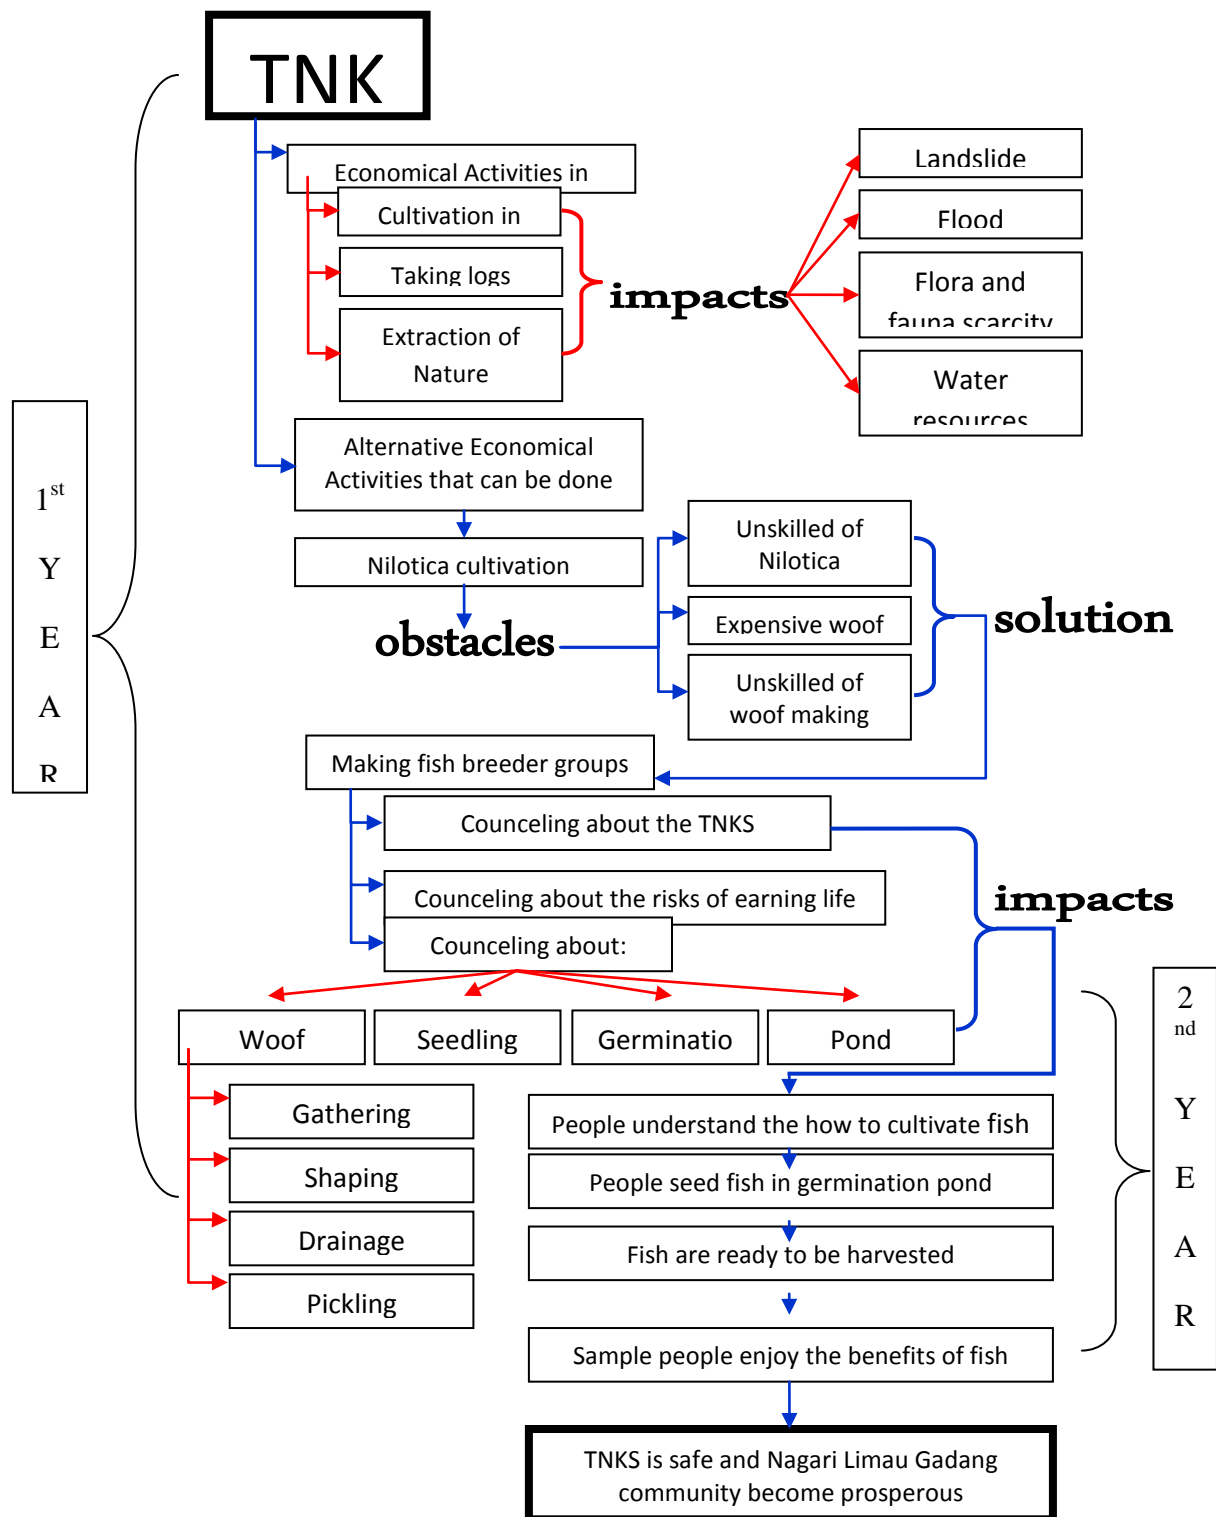 TNK
Economical Activities in
Cultivation in
Taking logs
Extraction of
Nature
impacts
Landslide
Flood
Flora and
fauna scarcity
Water
resources
1st
Y
E
A
R
Alternative Economical
Activities that can be done
Nilotica cultivation
obstacles
Unskilled of
Nilotica
Expensive woof
Unskilled of
woof making
solution
Making fish breeder groups
Counceling about the TNKS
Counceling about the risks of earning life
Counceling about:
impacts
Woof
Seedling
Germinatio
Pond
Gathering
Shaping
Drainage
Pickling
People understand the how to cultivate fish
People seed fish in germination pond
Fish are ready to be harvested
Sample people enjoy the benefits of fish
TNKS is safe and Nagari Limau Gadang
community become prosperous
2
nd
Y
E
A
R